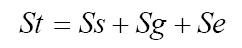 St = Ss + Sg + Se